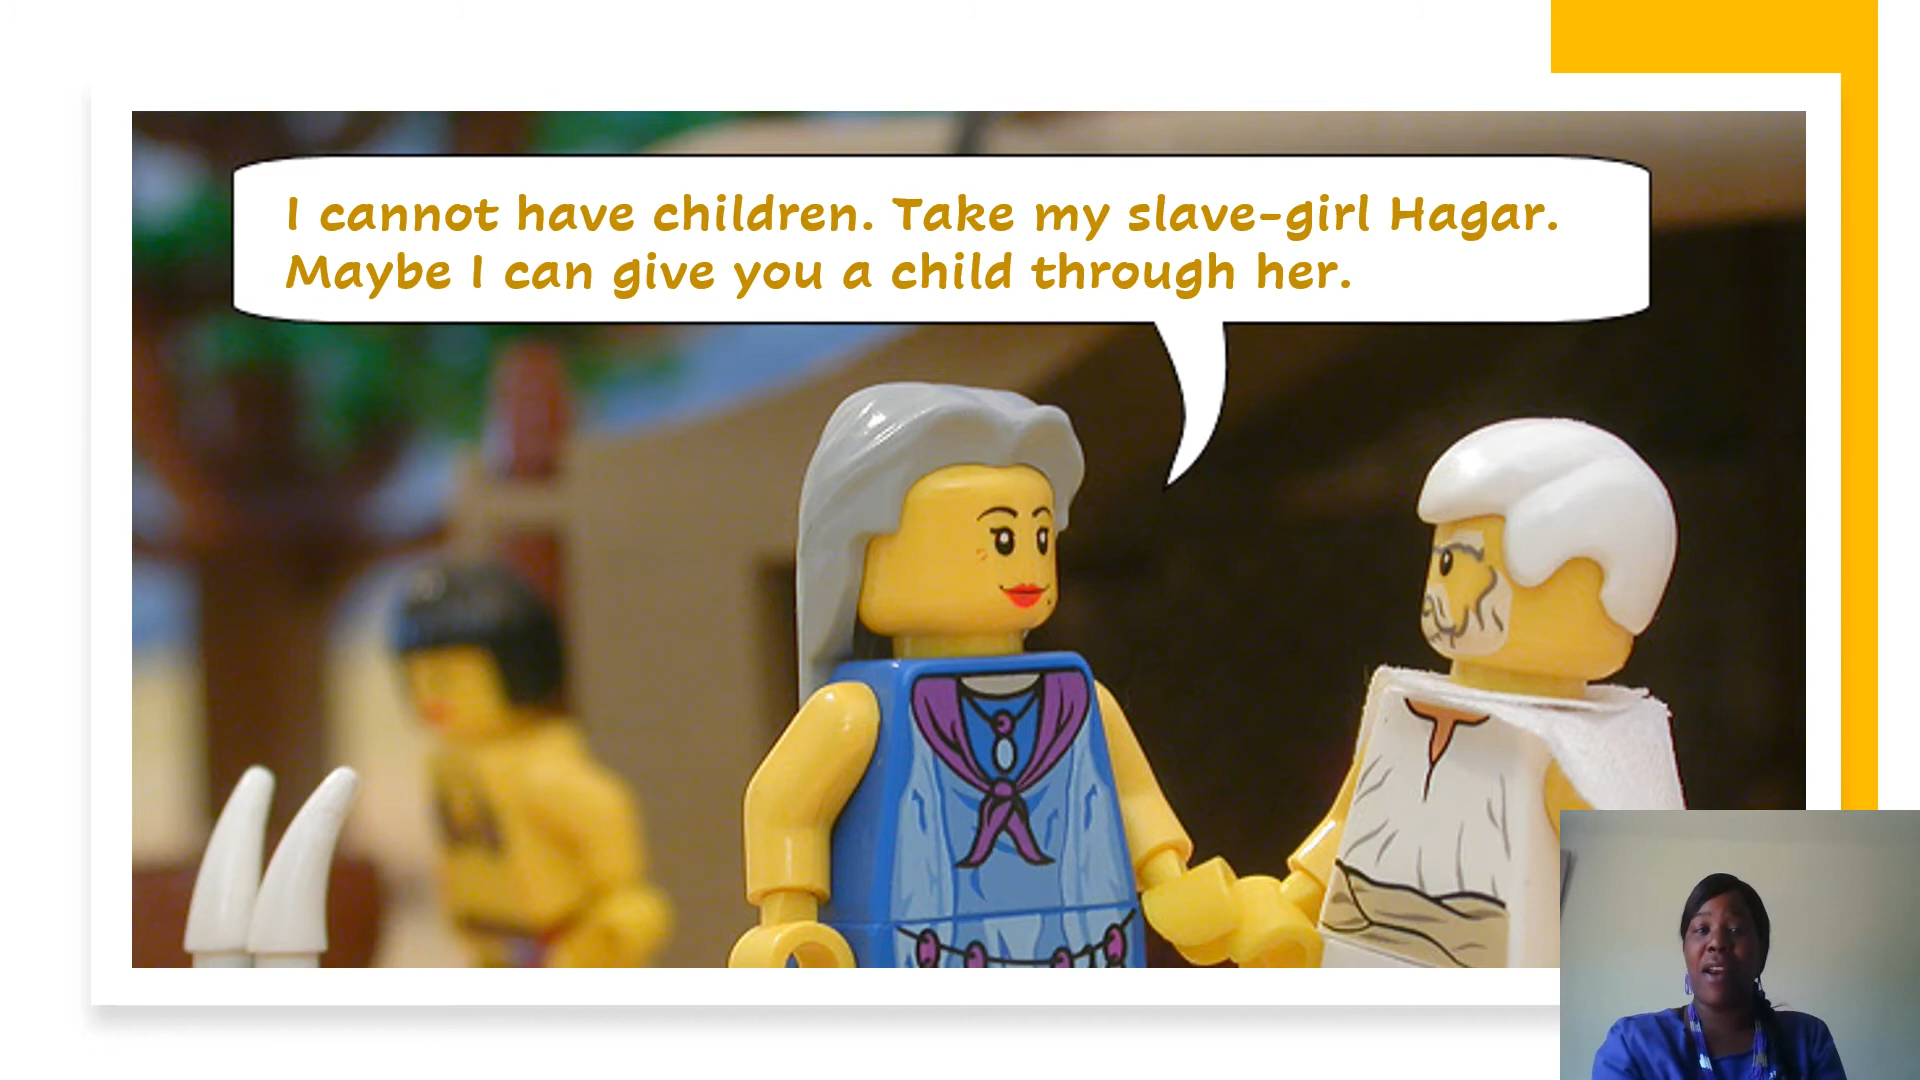 I cannot have children. Take my slave-girl Hagar.
Maybe I can give you a child through her.